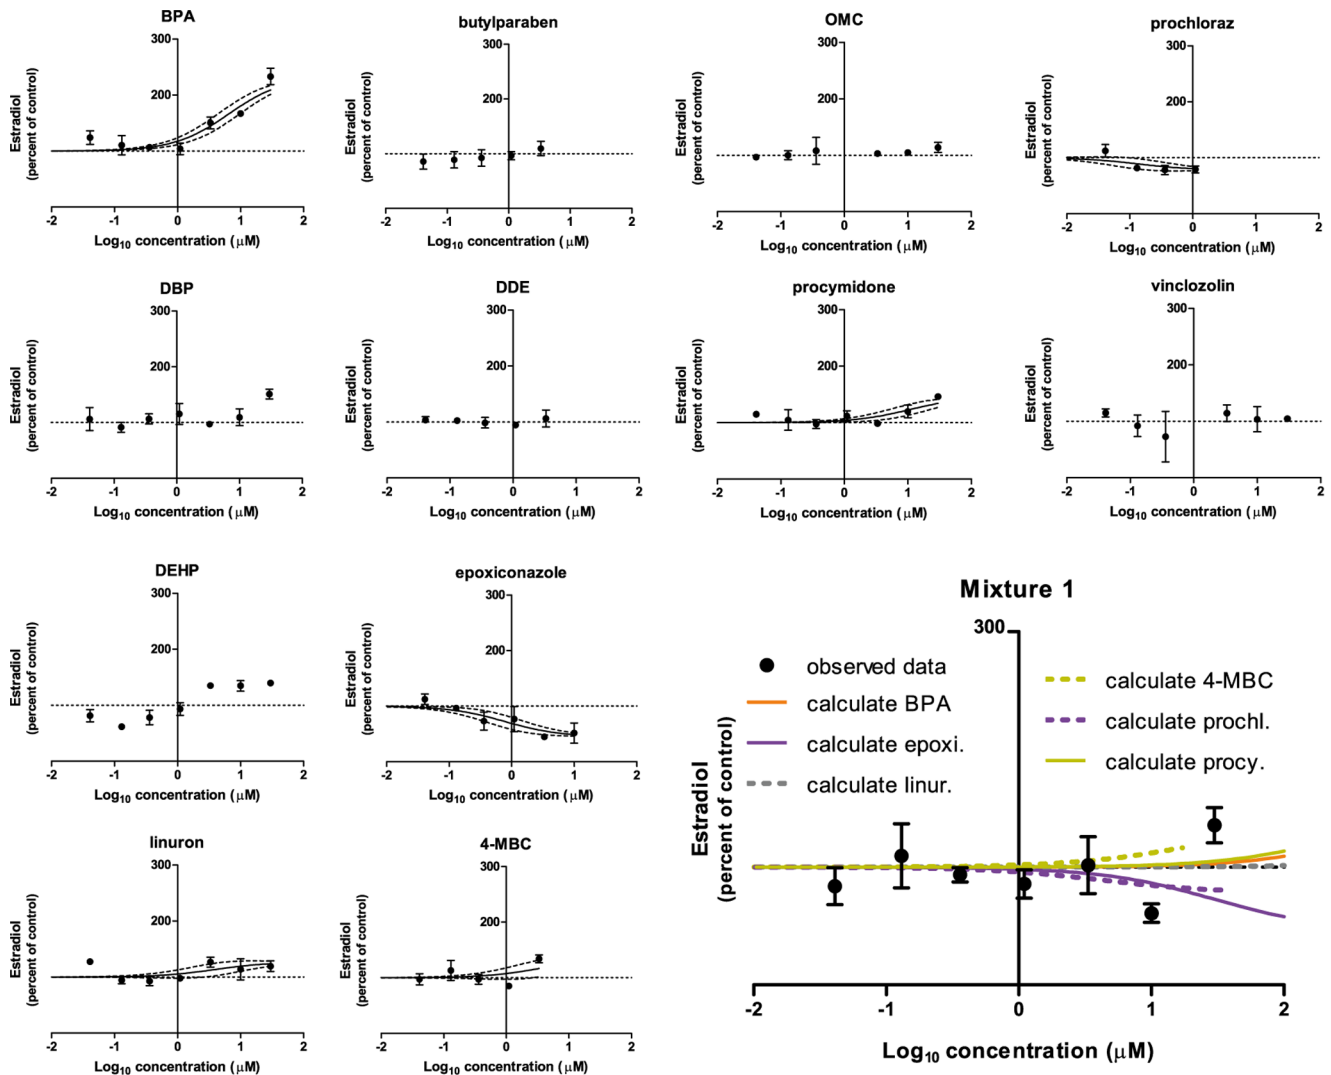 BPA
300
200
Estradiol
(percent of control)
-2 -1 0 1 2
Log10 concentration (μM)
butylparaben
300
200
Estradiol
(percent of control)
-2 -1 0 1 2
Log10 concentration (μM)
OMC
300
200
Estradiol
(percent of control)
-2 -1 0 1 2
Log10 concentration (μM)
prochloraz
300
200
Estradiol
(percent of control)
-2 -1 0 1 2
Log10 concentration (μM)
DBP
300
200
Estradiol
(percent of control)
-2 -1 0 1 2
Log10 concentration (μM)
DDE
300
200
Estradiol
(percent of control)
-2 -1 0 1 2
Log10 concentration (μM)
procymidone
300
200
Estradiol
(percent of control)
-2 -1 0 1 2
Log10 concentration (μM)
vinclozolin
300
200
Estradiol
(percent of control)
-2 -1 0 1 2
Log10 concentration (μM)
DEHP
300
200
Estradiol
(percent of control)
-2 -1 0 1 2
Log10 concentration (μM)
epoxiconazole
300
200
Estradiol
(percent of control)
-2 -1 0 1 2
Log10 concentration (μM)
linuron
300
200
Estradiol
(percent of control)
-2 -1 0 1 2
Log10 concentration (μM)
4-MBC
300
200
Estradiol
(percent of control)
-2 -1 0 1 2
Log10 concentration (μM)
Mixture 1
300
observed data
calculate BPA
calculate epoxi.
calculate linur.
calculate 4-MBC
calculate prochl.
calculate procy.
Estradiol
(percent of control)
-2 -1 0 1 2
Log10 concentration (μM)